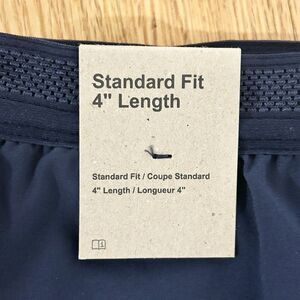 Standard Fit
4" Length
Standard Fit / Coupe Standard
4" Length / Longueur 4"